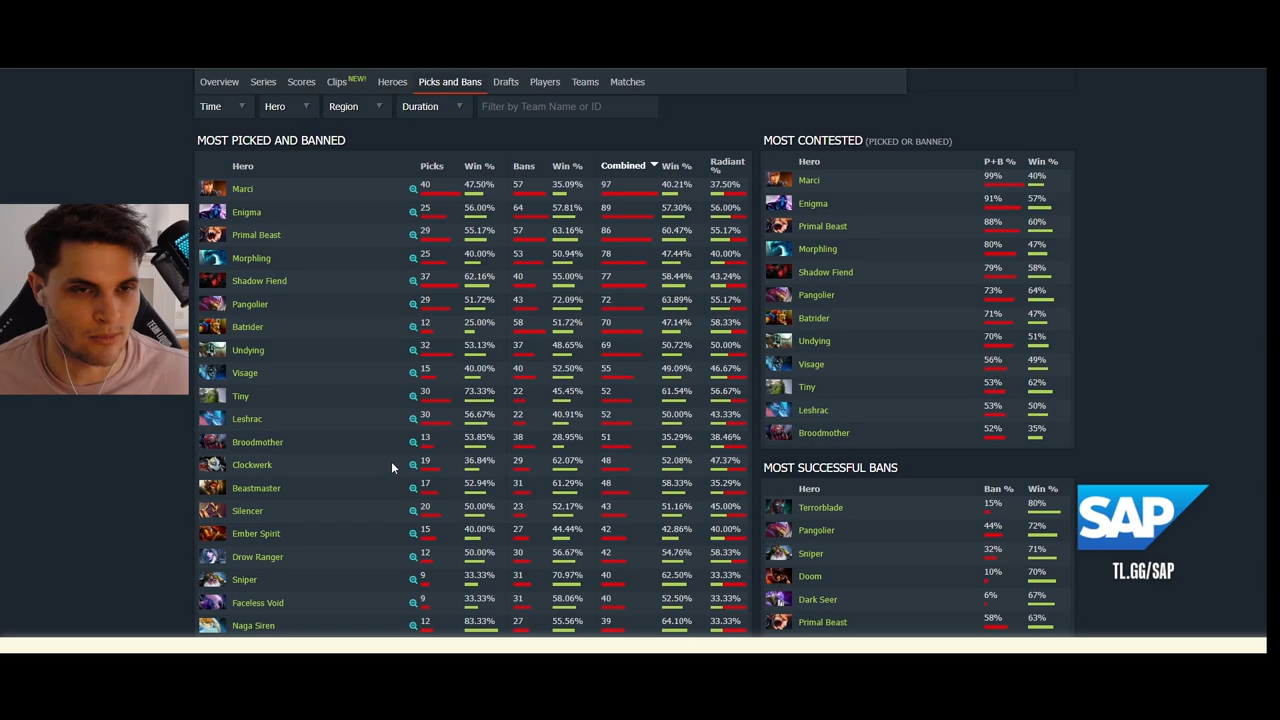 Overview Series Scores Clips NEW! Heroes Picks and Bans Drafts Players Teams Matches
Time Hero Region Duration Filter by Team Name or ID
MOST PICKED AND BANNED
Hero Picks Win % Bans Win % Combined Win % Radiant %
Marci 40 47.50% 57 35.09% 97 40.21% 37.50%
Enigma 25 56.00% 64 57.81% 89 57.30% 56.00%
Primal Beast 29 55.17% 57 63.16% 86 60.47% 55.17%
Morphling 25 40.00% 53 50.94% 78 47.44% 40.00%
Shadow Fiend 37 62.16% 40 55.00% 77 58.44% 43.24%
Pangolier 29 51.72% 43 72.09% 72 63.89% 55.17%
Batrider 12 25.00% 58 51.72% 70 47.14% 58.33%
Undying 32 53.13% 37 48.65% 69 50.72% 50.00%
Visage 15 40.00% 40 52.50% 55 49.09% 46.67%
Tiny 30 73.33% 22 45.45% 52 61.54% 56.67%
Leshrac 30 56.67% 22 40.91% 52 50.00% 43.33%
Broodmother 13 53.85% 38 28.95% 51 35.29% 38.46%
Clockwerk 19 36.84% 29 62.07% 48 52.08% 47.37%
Beastmaster 17 52.94% 31 61.29% 48 58.33% 35.29%
Silencer 20 50.00% 23 52.17% 43 51.16% 45.00%
Ember Spirit 15 40.00% 27 44.44% 42 42.86% 40.00%
Drow Ranger 12 50.00% 30 56.67% 42 54.76% 58.33%
Sniper 9 33.33% 31 70.97% 40 62.50% 33.33%
Faceless Void 9 33.33% 31 58.06% 40 52.50% 33.33%
Naga Siren 12 83.33% 27 55.56% 39 64.10% 33.33%
MOST CONTESTED (PICKED OR BANNED)
Hero P+B % Win %
Marci 99% 40%
Enigma 91% 57%
Primal Beast 88% 60%
Morphling 80% 47%
Shadow Fiend 79% 58%
Pangolier 73% 64%
Batrider 71% 47%
Undying 70% 51%
Visage 56% 49%
Tiny 53% 62%
Leshrac 53% 50%
Broodmother 52% 35%
MOST SUCCESSFUL BANS
Hero Ban % Win %
Terrorblade 15% 80%
Pangolier 44% 72%
Sniper 32% 71%
Doom 10% 70%
Dark Seer 6% 67%
Primal Beast 58% 63%
SAP
TL.GG/SAP